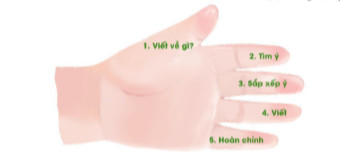 1. Viết về gì?
2. Tìm ý
3. Sắp xếp ý
4. Viết
5. Hoàn chỉnh